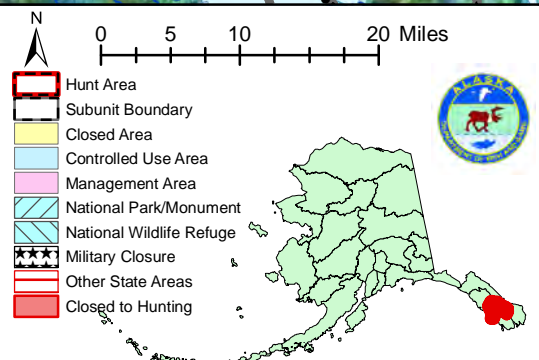 N
0 5 10 20 Miles
Hunt Area
Subunit Boundary
Closed Area
Controlled Use Area
Management Area
National Park/Monument
National Wildlife Refuge
Military Closure
Other State Areas
Closed to Hunting
ALASKA